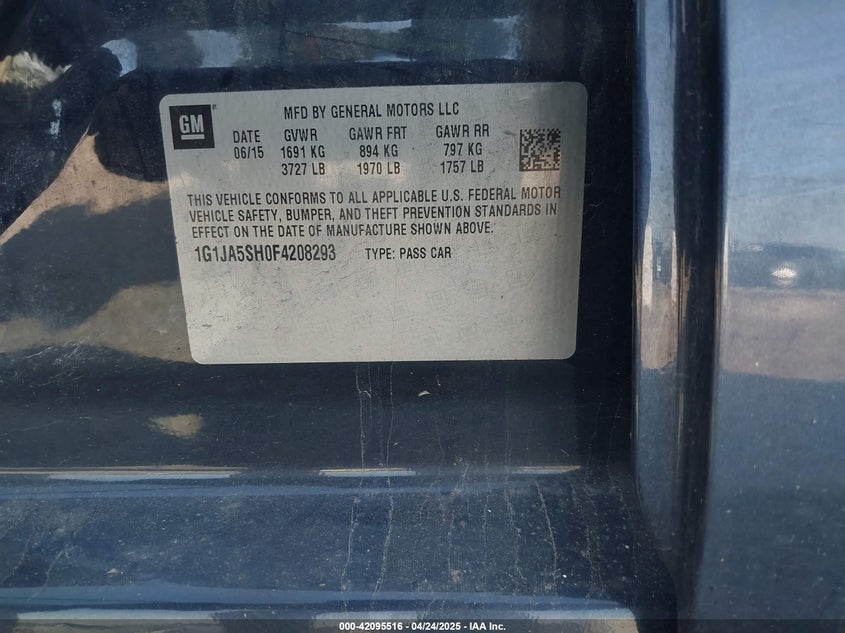 GM
MFD BY GENERAL MOTORS LLC
DATE GVWR GAWR FRT GAWR RR
06/15 1691 KG 894 KG 797 KG
3727 LB 1970 LB 1757 LB
THIS VEHICLE CONFORMS TO ALL APPLICABLE U.S. FEDERAL MOTOR
VEHICLE SAFETY, BUMPER, AND THEFT PREVENTION STANDARDS IN
EFFECT ON THE DATE OF MANUFACTURE SHOWN ABOVE.
1G1JA5SH0F4208293 TYPE: PASS CAR
000-42095516 - 04/24/2025 - IAA Inc.